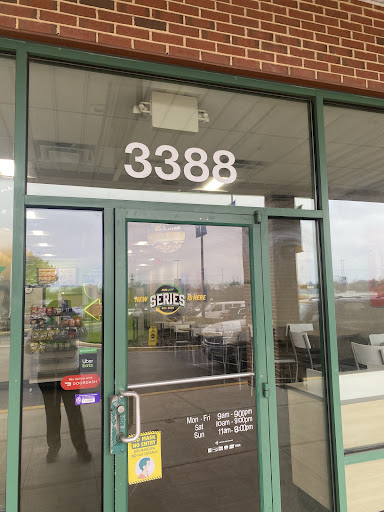 3388
NEW
SERIES
IS HERE
Uber
Eats
DOORDASH
Mon - Fri 9am - 9:00pm
Sat 10am - 9:00pm
Sun 11am - 8:00pm
NO MASK
NO ENTRY